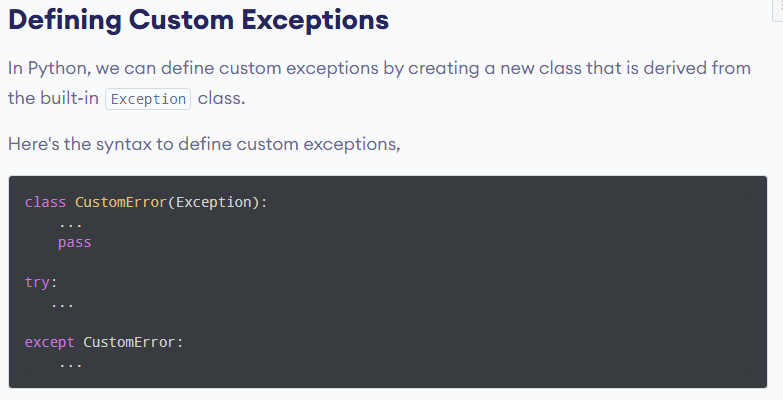 Defining Custom Exceptions
In Python, we can define custom exceptions by creating a new class that is derived from
the built-in Exception class.
Here's the syntax to define custom exceptions,
class CustomError(Exception):
    ...
    pass
try:
   ...
except CustomError:
    ...